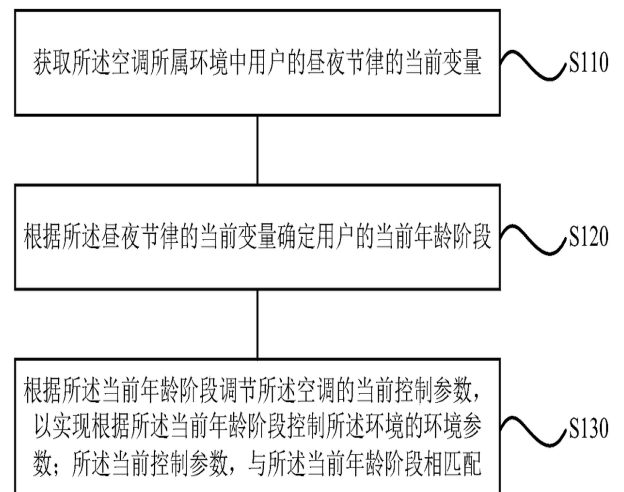 获取所述空调所属环境中用户的昼夜节律的当前变量
S110
根据所述昼夜节律的当前变量确定用户的当前年龄阶段
S120
根据所述当前年龄阶段调节所述空调的当前控制参数，
以实现根据所述当前年龄阶段控制所述环境的环境参
数；所述当前控制参数，与所述当前年龄阶段相匹配
S130